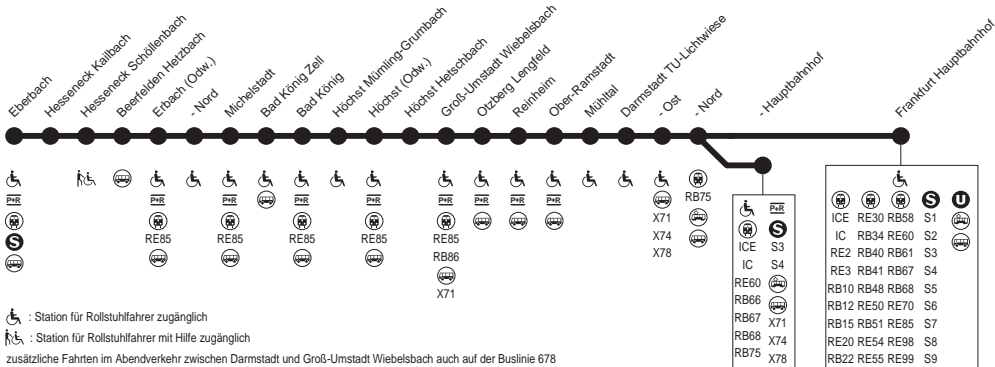 Eberbach
Hesseneck Kailbach
Hesseneck Schöllenbach
Beerfelden Hetzbach
Erbach (Odw.)
- Nord
Michelstadt
Bad König Zell
Bad König
Höchst Mümling-Grumbach
Höchst (Odw.)
Höchst Hetschbach
Groß-Umstadt Wiebelsbach
Otzberg Lengfeld
Reinheim
Ober-Ramstadt
Mühltal
Darmstadt TU-Lichtwiese
- Ost
- Nord
- Hauptbahnhof
Frankfurt Hauptbahnhof
P+R
S
P+R
RE85
P+R
RE85
P+R
RE85
P+R
RE85
P+R
RE85
RB86
X71
P+R
P+R
P+R
P+R
X71
X74
X78
RB75
P+R
S
ICE S3
IC S4
RE60
RB66
RB67 X71
RB68 X74
RB75 X78
S U
ICE RE30 RB58 S1
IC RB34 RE60 S2
RE2 RB40 RB61 S3
RE3 RB41 RB67 S4
RB10 RB48 RB68 S5
RB12 RE50 RE70 S6
RB15 RB51 RE85 S7
RE20 RE54 RE98 S8
RB22 RE55 RE99 S9
: Station für Rollstuhlfahrer zugänglich
: Station für Rollstuhlfahrer mit Hilfe zugänglich
zusätzliche Fahrten im Abendverkehr zwischen Darmstadt und Groß-Umstadt Wiebelsbach auch auf der Buslinie 678